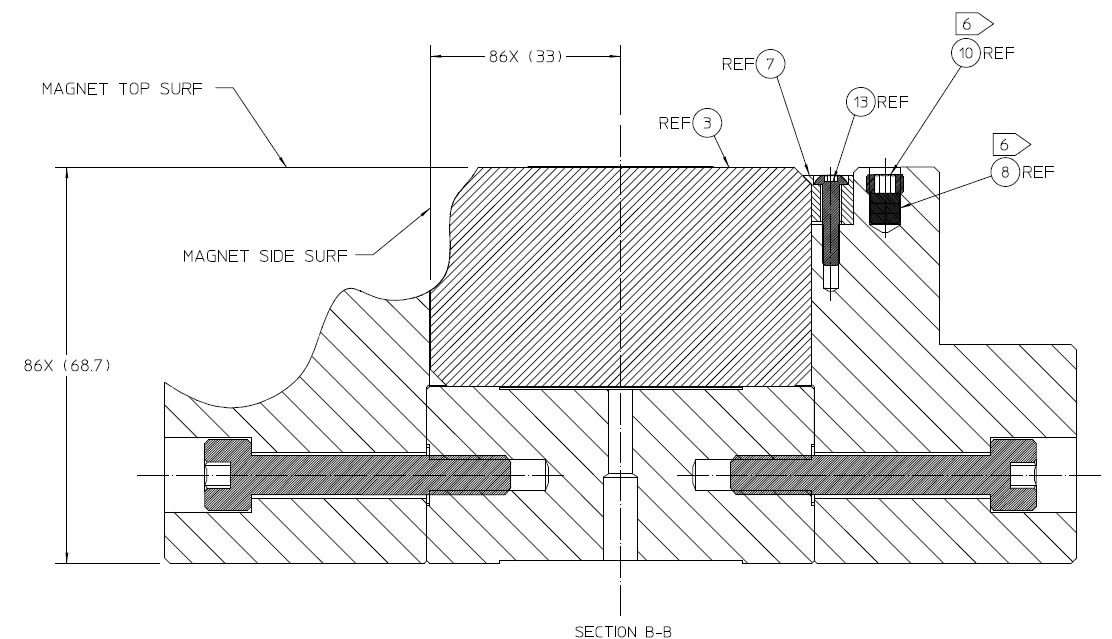 6
86X (33)
REF 7
10 REF
MAGNET TOP SURF
13 REF
REF 3
6
8 REF
MAGNET SIDE SURF
86X (68.7)
SECTION B-B